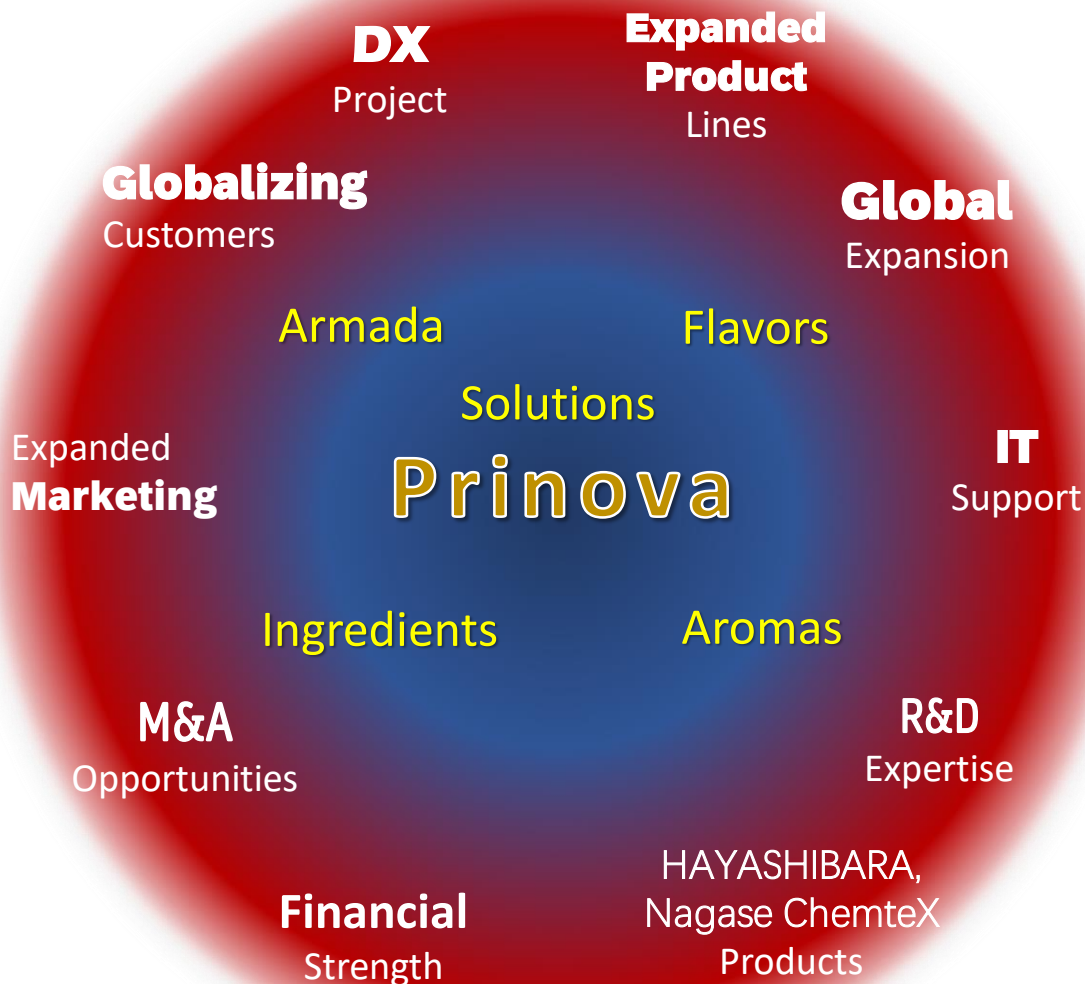 DX
Project
Expanded
Product
Lines
Globalizing
Customers
Global
Expansion
Armada
Flavors
Solutions
Expanded
Marketing
Prinova
IT
Support
Ingredients
Aromas
M&A
Opportunities
R&D
Expertise
Financial
Strength
HAYASHIBARA,
Nagase ChemteX
Products